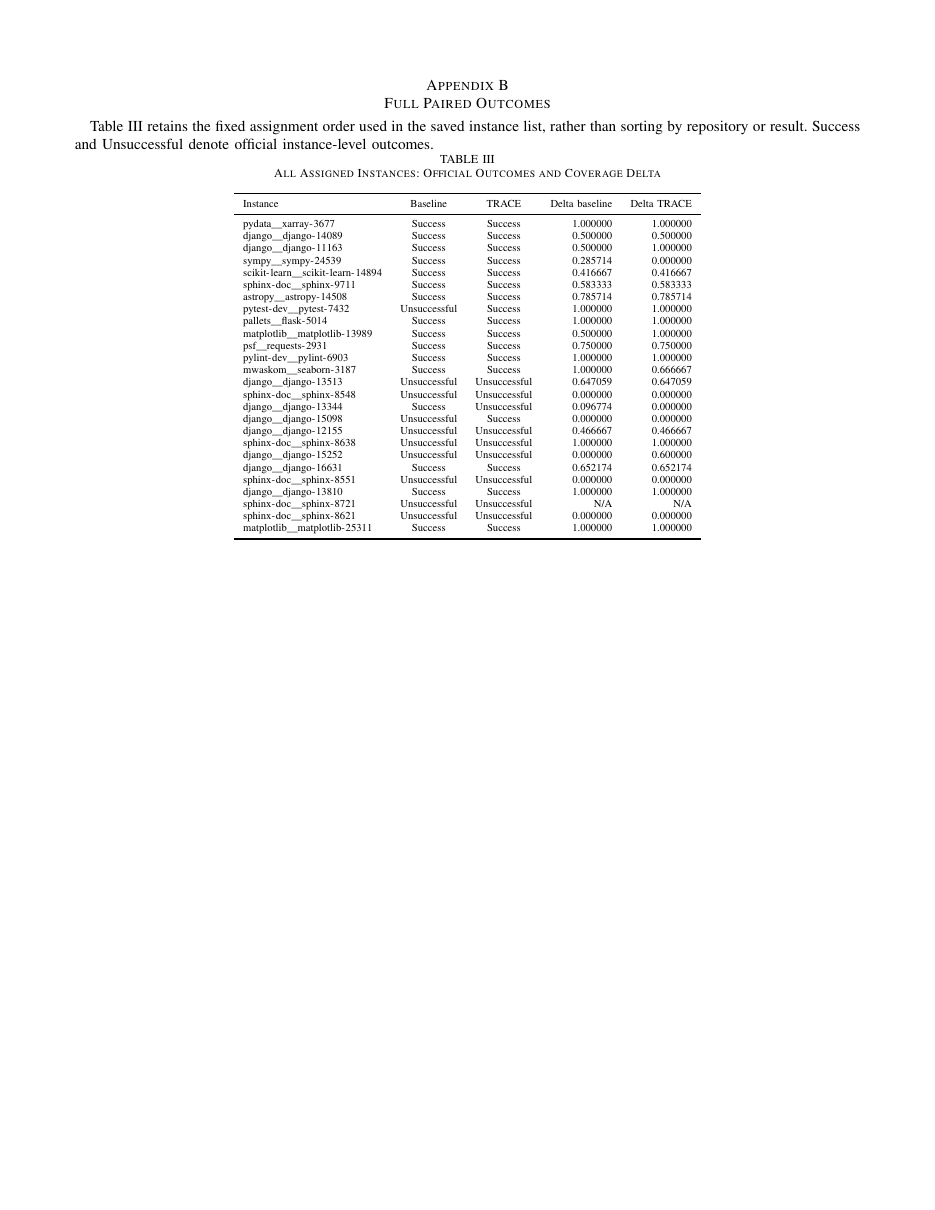 APPENDIX B
FULL PAIRED OUTCOMES
Table III retains the fixed assignment order used in the saved instance list, rather than sorting by repository or result. Success
and Unsuccessful denote official instance-level outcomes.
TABLE III
ALL ASSIGNED INSTANCES: OFFICIAL OUTCOMES AND COVERAGE DELTA
Instance Baseline TRACE Delta baseline Delta TRACE
pydata__xarray-3677 Success Success 1.000000 1.000000
django__django-14089 Success Success 0.500000 0.500000
django__django-11163 Success Success 0.500000 1.000000
sympy__sympy-24539 Success Success 0.285714 0.000000
scikit-learn__scikit-learn-14894 Success Success 0.416667 0.416667
sphinx-doc__sphinx-9711 Success Success 0.583333 0.583333
astropy__astropy-14508 Success Success 0.785714 0.785714
pytest-dev__pytest-7432 Unsuccessful Success 1.000000 1.000000
pallets__flask-5014 Success Success 1.000000 1.000000
matplotlib__matplotlib-13989 Success Success 0.500000 1.000000
psf__requests-2931 Success Success 0.750000 0.750000
pylint-dev__pylint-6903 Success Success 1.000000 1.000000
mwaskom__seaborn-3187 Success Success 1.000000 0.666667
django__django-13513 Unsuccessful Unsuccessful 0.647059 0.647059
sphinx-doc__sphinx-8548 Unsuccessful Unsuccessful 0.000000 0.000000
django__django-13344 Success Unsuccessful 0.096774 0.000000
django__django-15098 Unsuccessful Success 0.000000 0.000000
django__django-12155 Unsuccessful Unsuccessful 0.466667 0.466667
sphinx-doc__sphinx-8638 Unsuccessful Unsuccessful 1.000000 1.000000
django__django-15252 Unsuccessful Unsuccessful 0.000000 0.600000
django__django-16631 Success Success 0.652174 0.652174
sphinx-doc__sphinx-8551 Unsuccessful Unsuccessful 0.000000 0.000000
django__django-13810 Success Success 1.000000 1.000000
sphinx-doc__sphinx-8721 Unsuccessful Unsuccessful N/A N/A
sphinx-doc__sphinx-8621 Unsuccessful Unsuccessful 0.000000 0.000000
matplotlib__matplotlib-25311 Success Success 1.000000 1.000000